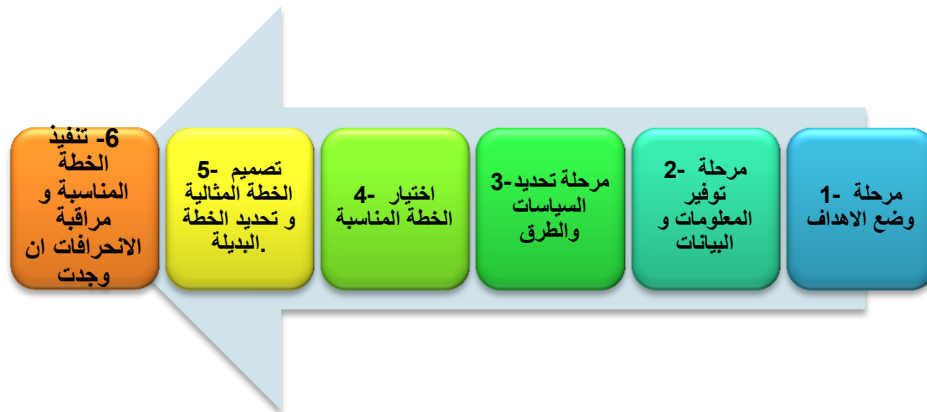 1- مرحلة
وضع الاهداف
2- مرحلة
توفير
المعلومات و
البيانات
3-مرحلة تحديد
السياسات
والطرق
4- اختيار
الخطة المناسبة
5- تصميم
الخطة المثالية
و تحديد الخطة
البديلة.
6- تنفيذ
الخطة
المناسبة و
مراقبة
الانحرافات ان
وجدت